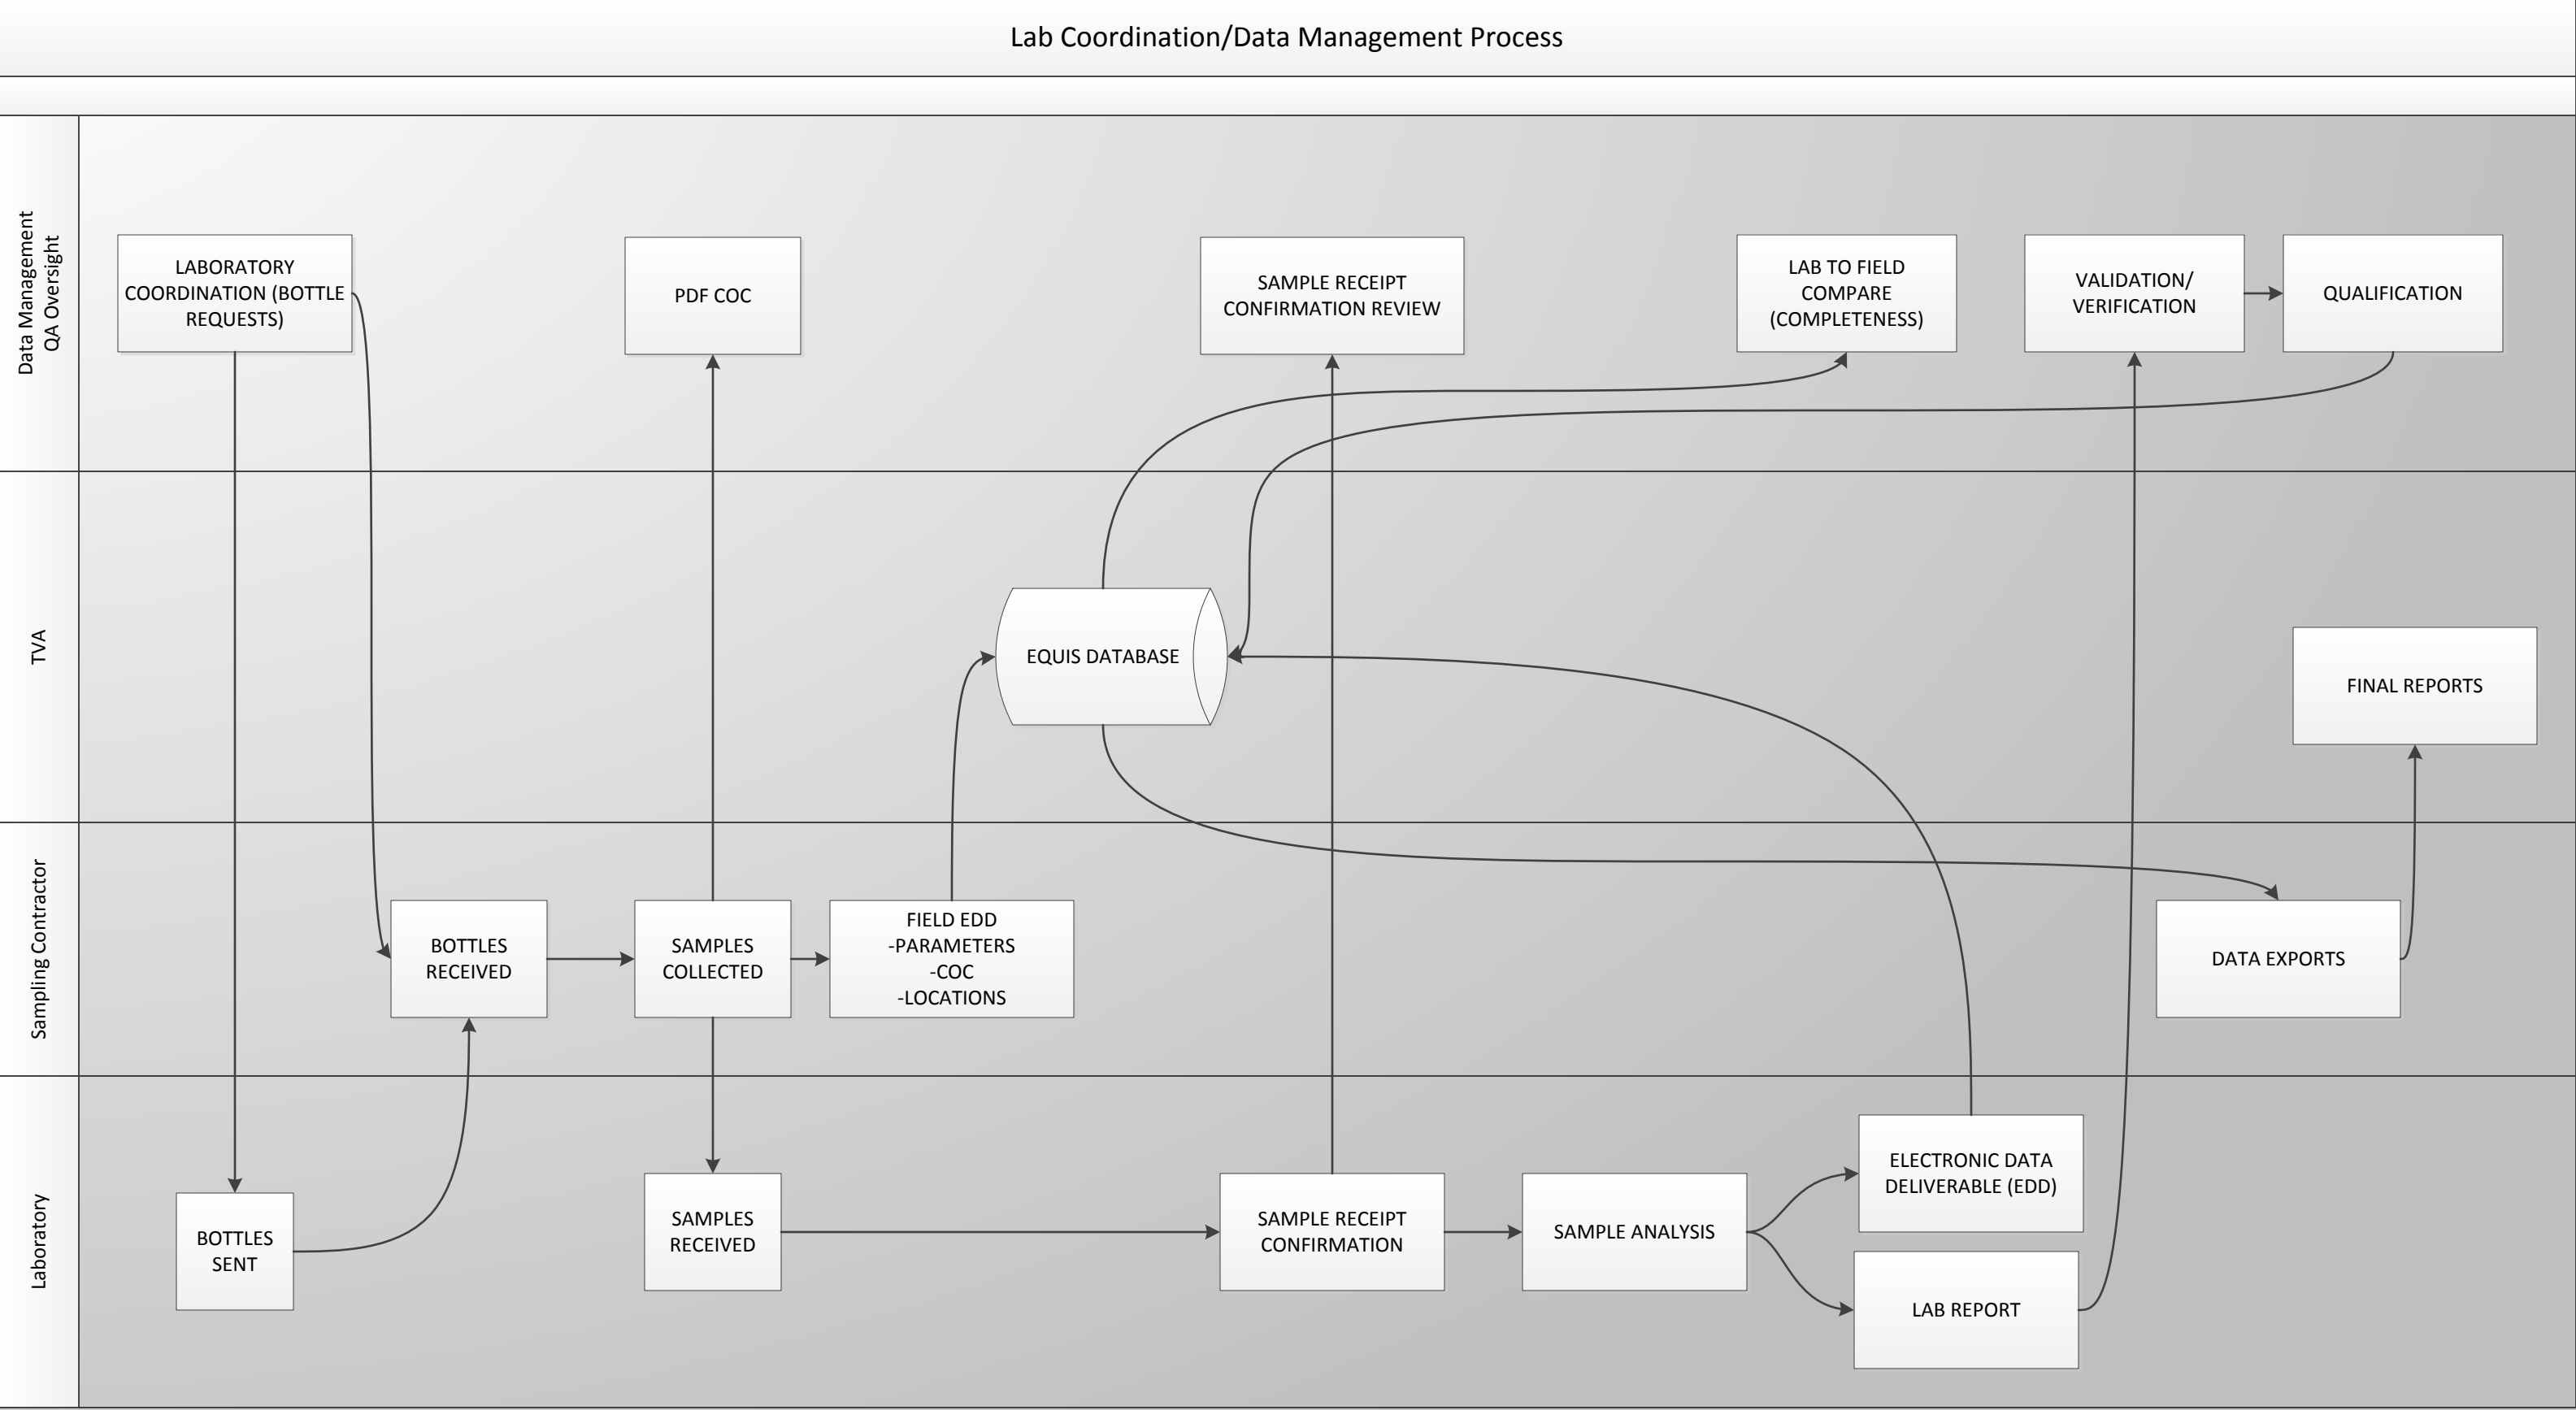 Lab Coordination/Data Management Process
Data Management
QA Oversight
LABORATORY
COORDINATION (BOTTLE
REQUESTS)
PDF COC
SAMPLE RECEIPT
CONFIRMATION REVIEW
LAB TO FIELD
COMPARE
(COMPLETENESS)
VALIDATION/
VERIFICATION
QUALIFICATION
TVA
EQUIS DATABASE
FINAL REPORTS
Sampling Contractor
BOTTLES
RECEIVED
SAMPLES
COLLECTED
FIELD EDD
-PARAMETERS
-COC
-LOCATIONS
DATA EXPORTS
Laboratory
BOTTLES
SENT
SAMPLES
RECEIVED
SAMPLE RECEIPT
CONFIRMATION
SAMPLE ANALYSIS
ELECTRONIC DATA
DELIVERABLE (EDD)
LAB REPORT